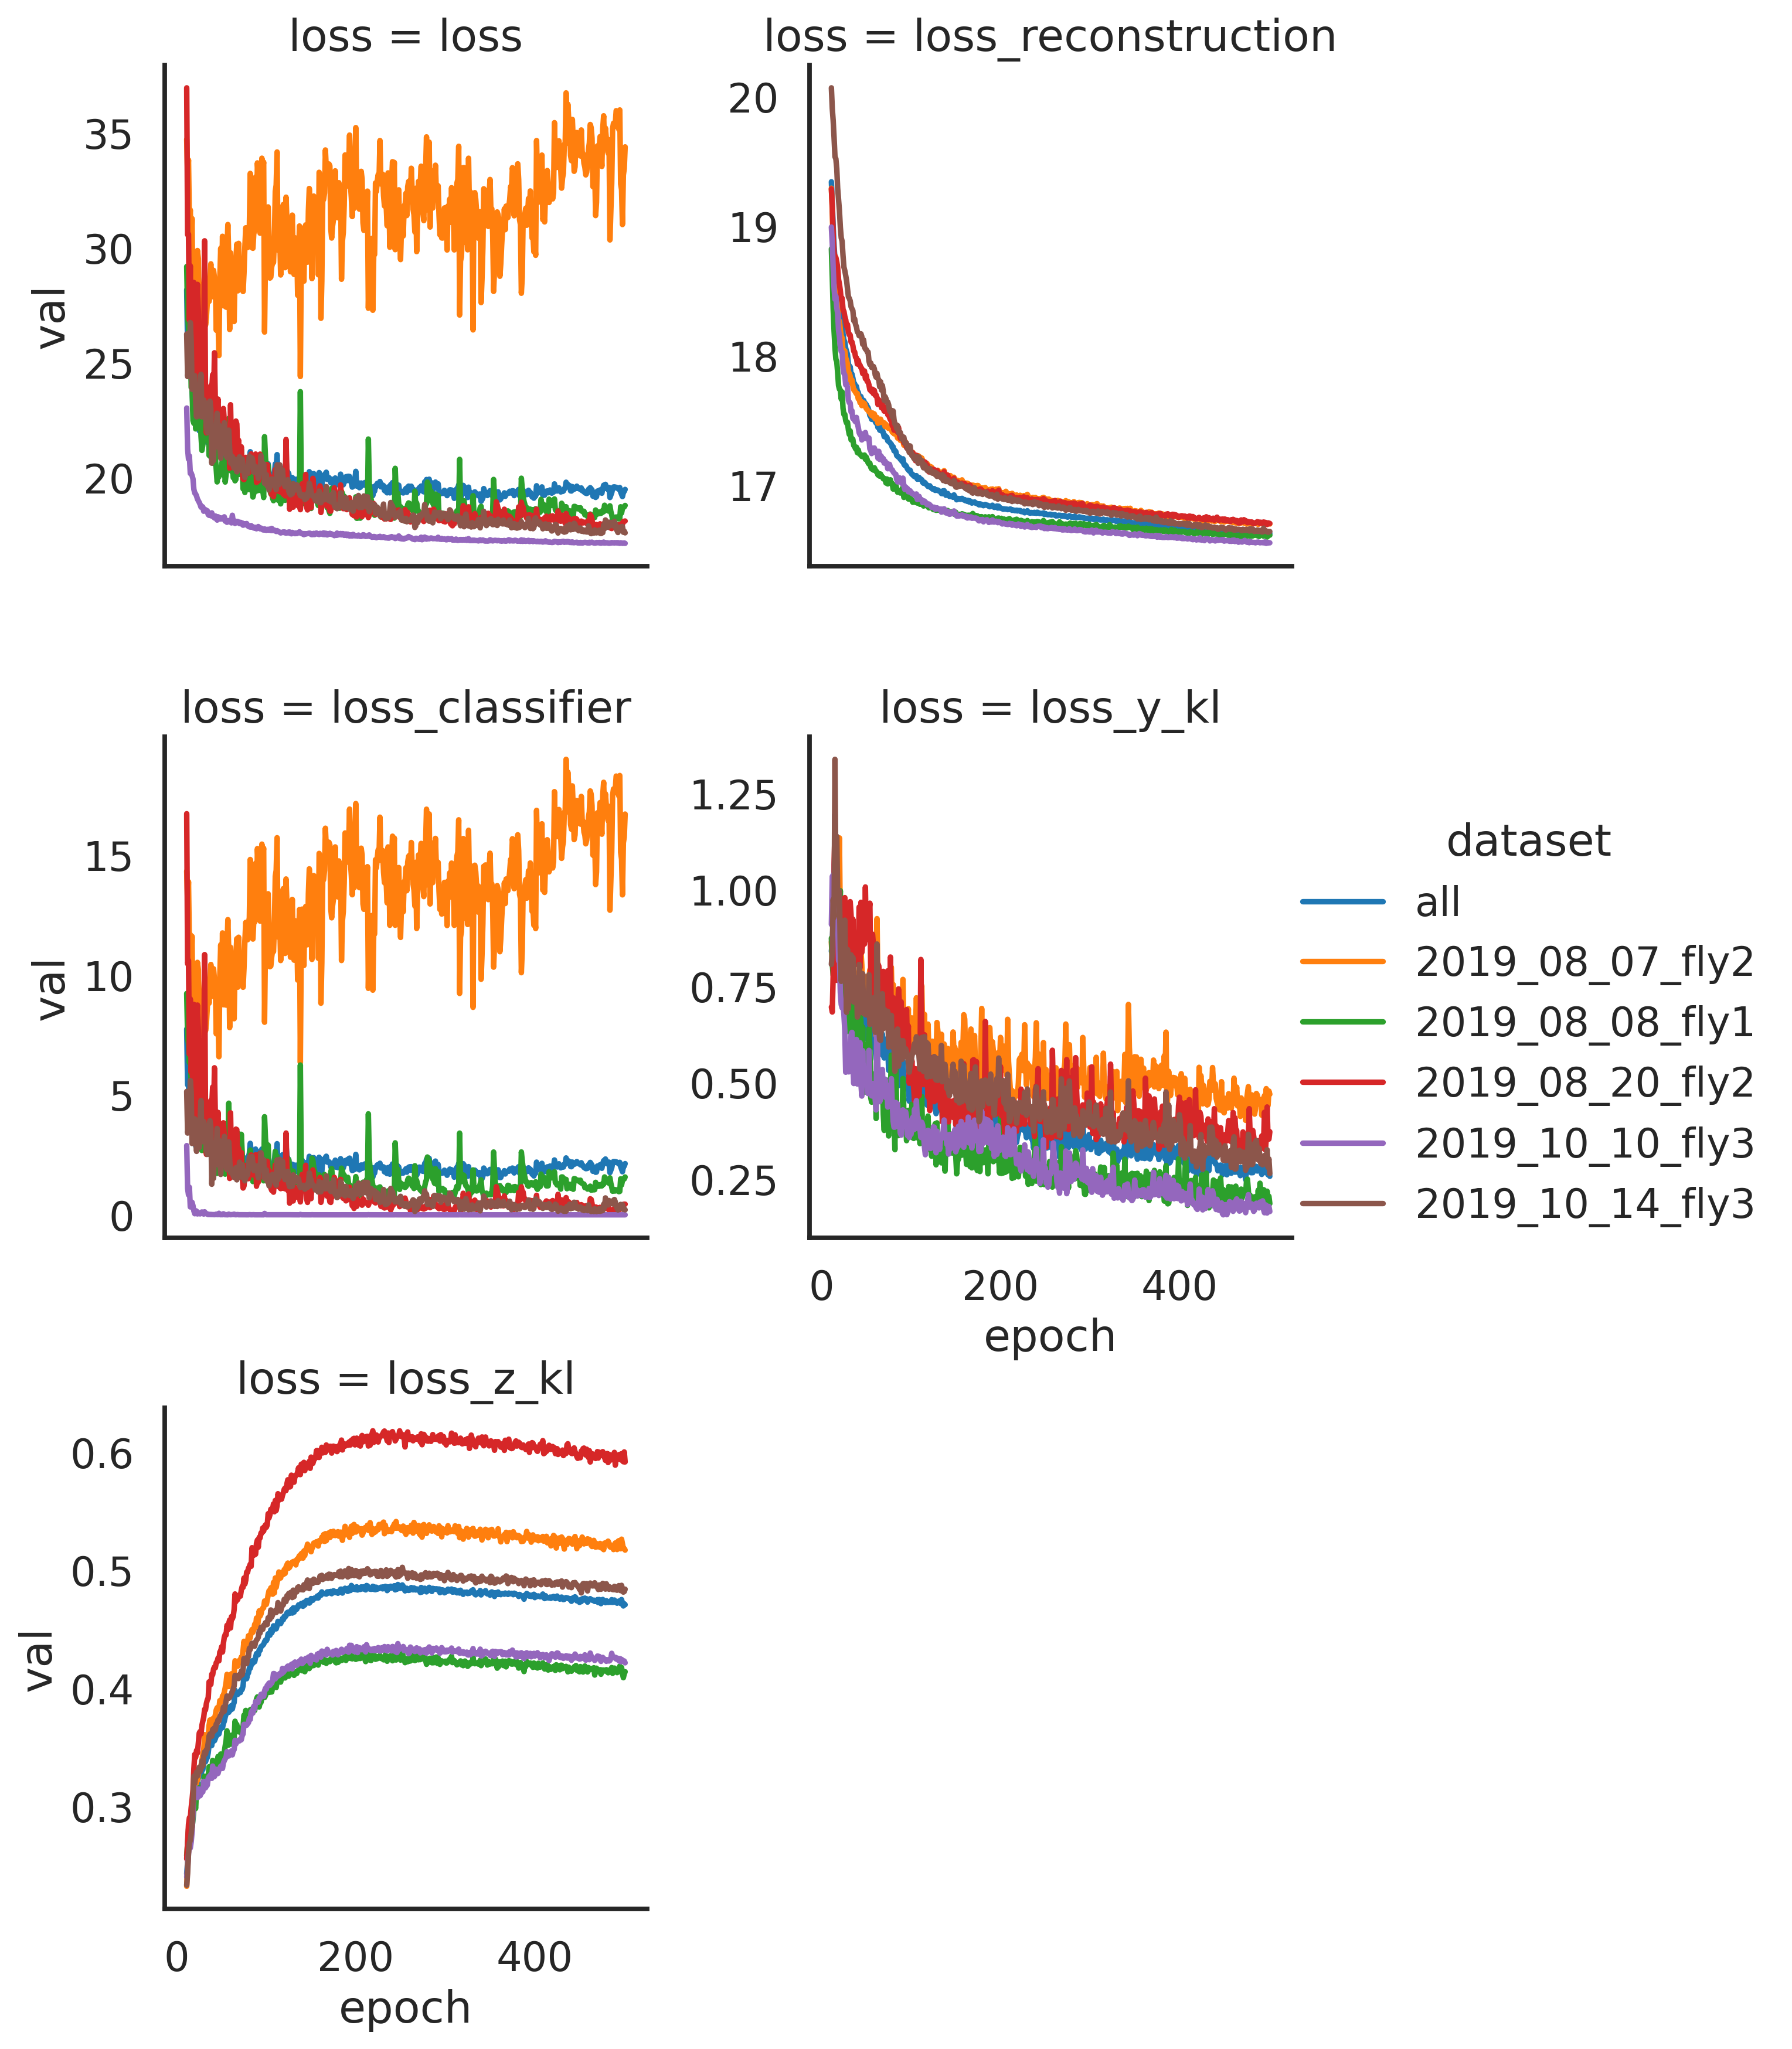 loss = loss
loss = loss_reconstruction
35
30
25
20
val
20
19
18
17
loss = loss_classifier
loss = loss_y_kl
15
10
5
0
val
1.25
1.00
0.75
0.50
0.25
0
200
400
epoch
dataset
all
2019_08_07_fly2
2019_08_08_fly1
2019_08_20_fly2
2019_10_10_fly3
2019_10_14_fly3
loss = loss_z_kl
0.6
0.5
0.4
0.3
val
0
200
400
epoch